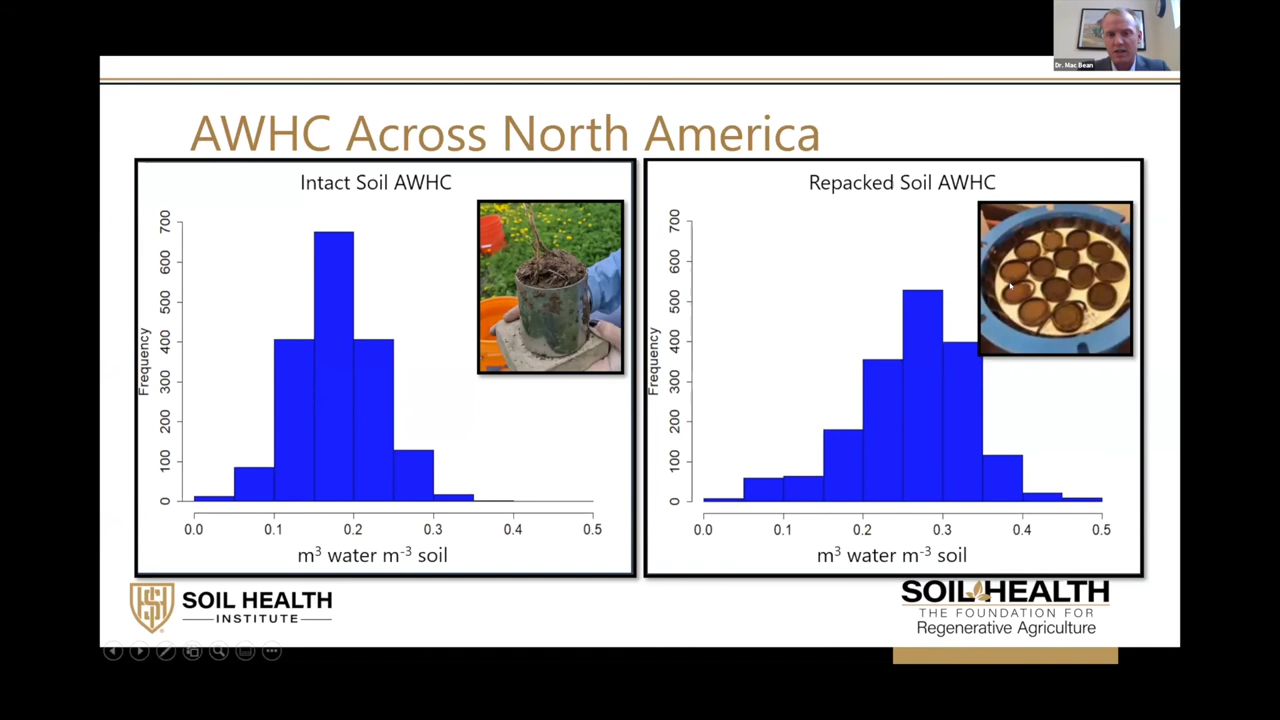 Dr. Mac Bean
AWHC Across North America
Intact Soil AWHC
700
600
500
400
300
200
100
0
Frequency
0.0 0.1 0.2 0.3 0.4 0.5
m³ water m⁻³ soil
Repacked Soil AWHC
700
600
500
400
300
200
100
0
Frequency
0.0 0.1 0.2 0.3 0.4 0.5
m³ water m⁻³ soil
SOIL HEALTH
INSTITUTE
SOIL HEALTH
THE FOUNDATION FOR
Regenerative Agriculture